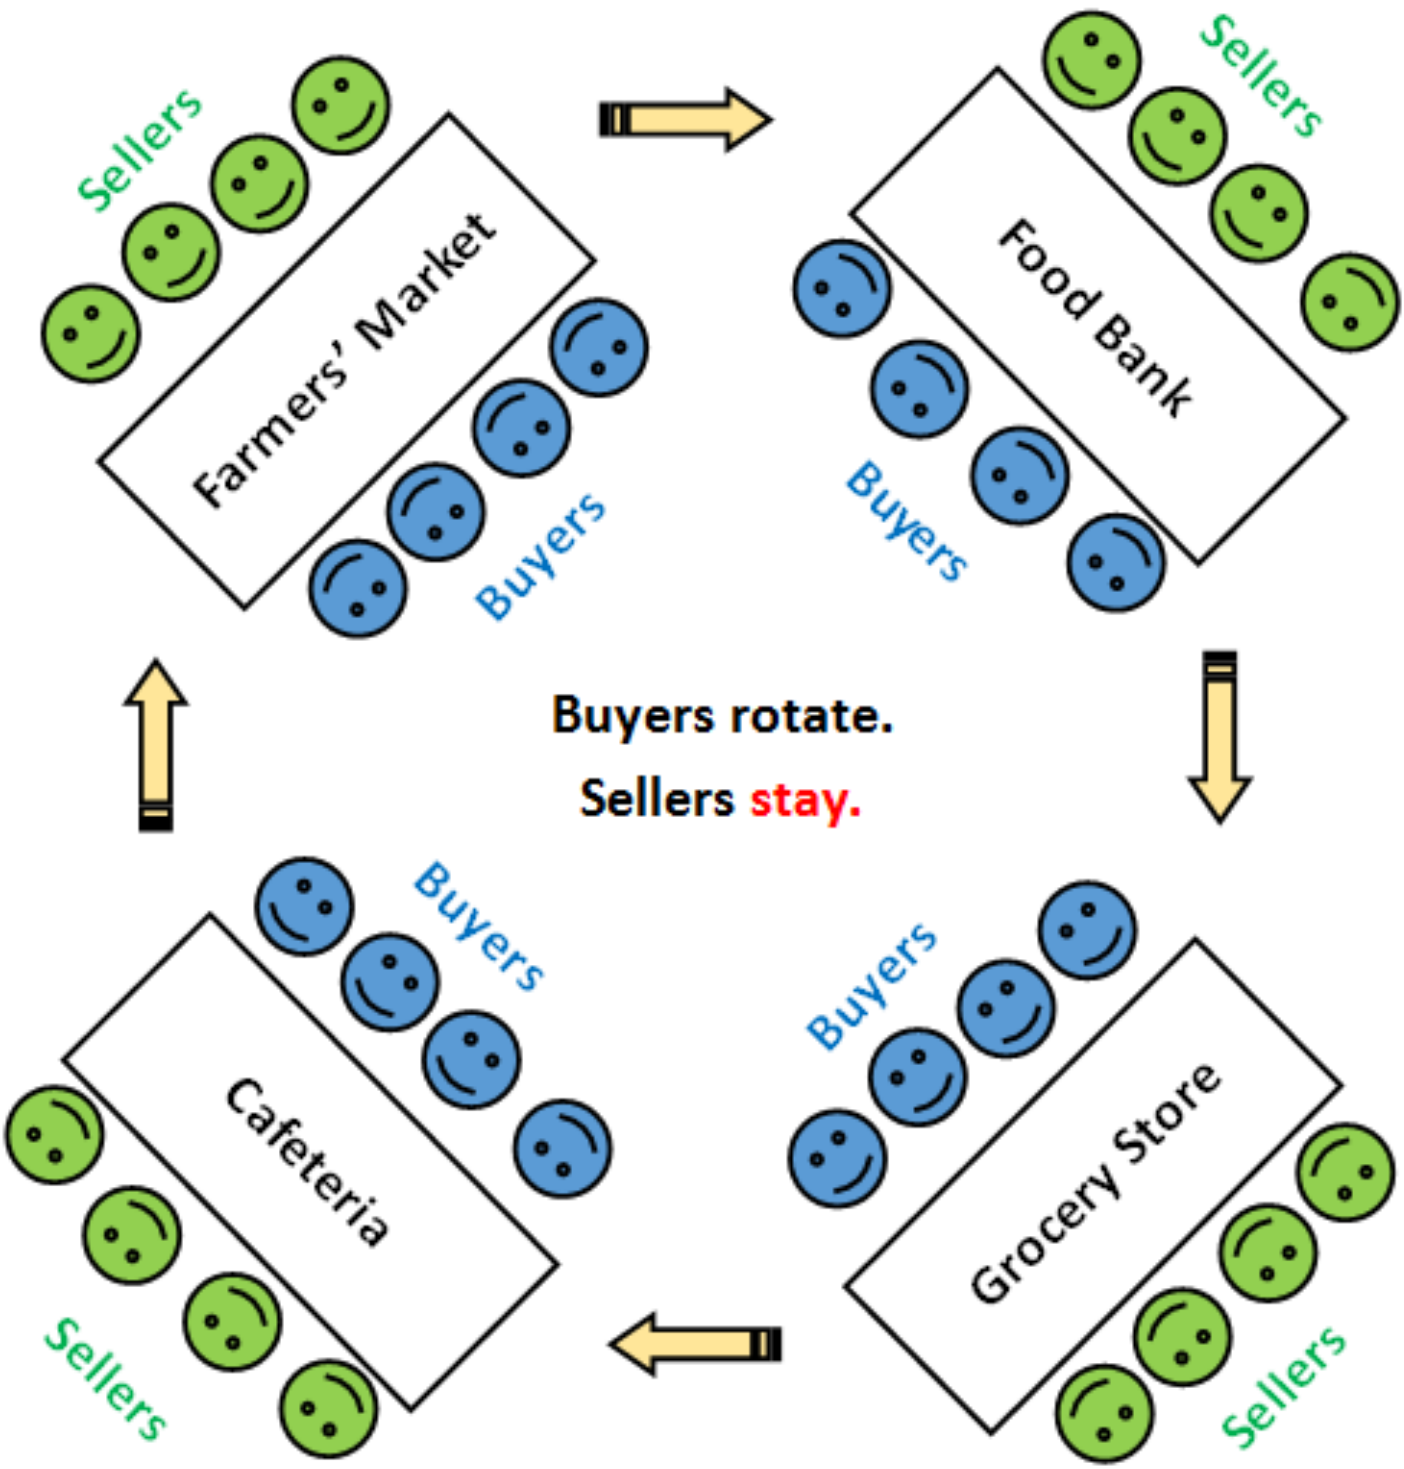 Sellers
Farmers’ Market
Buyers
Sellers
Food Bank
Buyers
Buyers rotate.
Sellers stay.
Buyers
Cafeteria
Sellers
Buyers
Grocery Store
Sellers